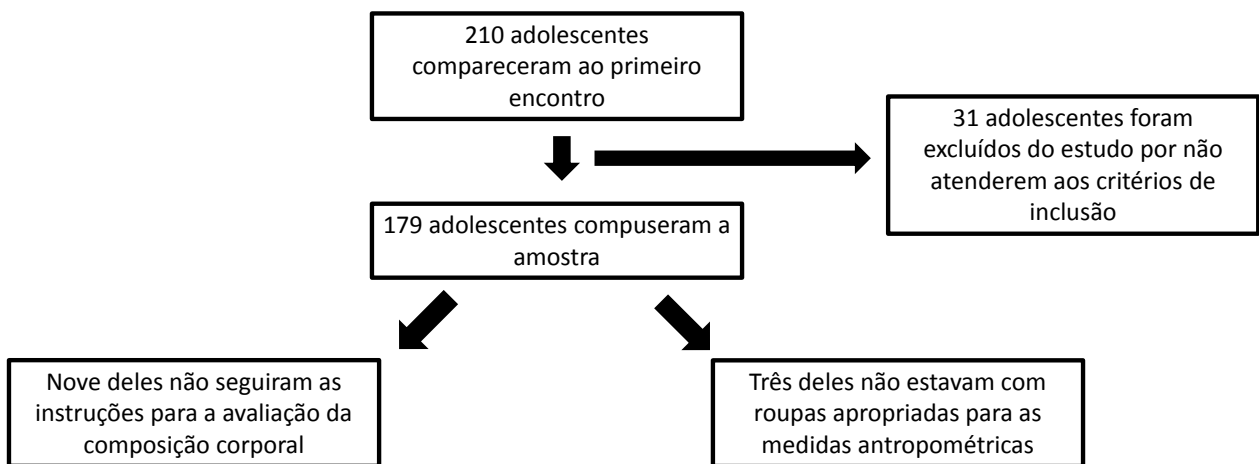 210 adolescentes
compareceram ao primeiro
encontro
31 adolescentes foram
excluídos do estudo por não
atenderem aos critérios de
inclusão
179 adolescentes compuseram a
amostra
Nove deles não seguiram as
instruções para a avaliação da
composição corporal
Três deles não estavam com
roupas apropriadas para as
medidas antropométricas